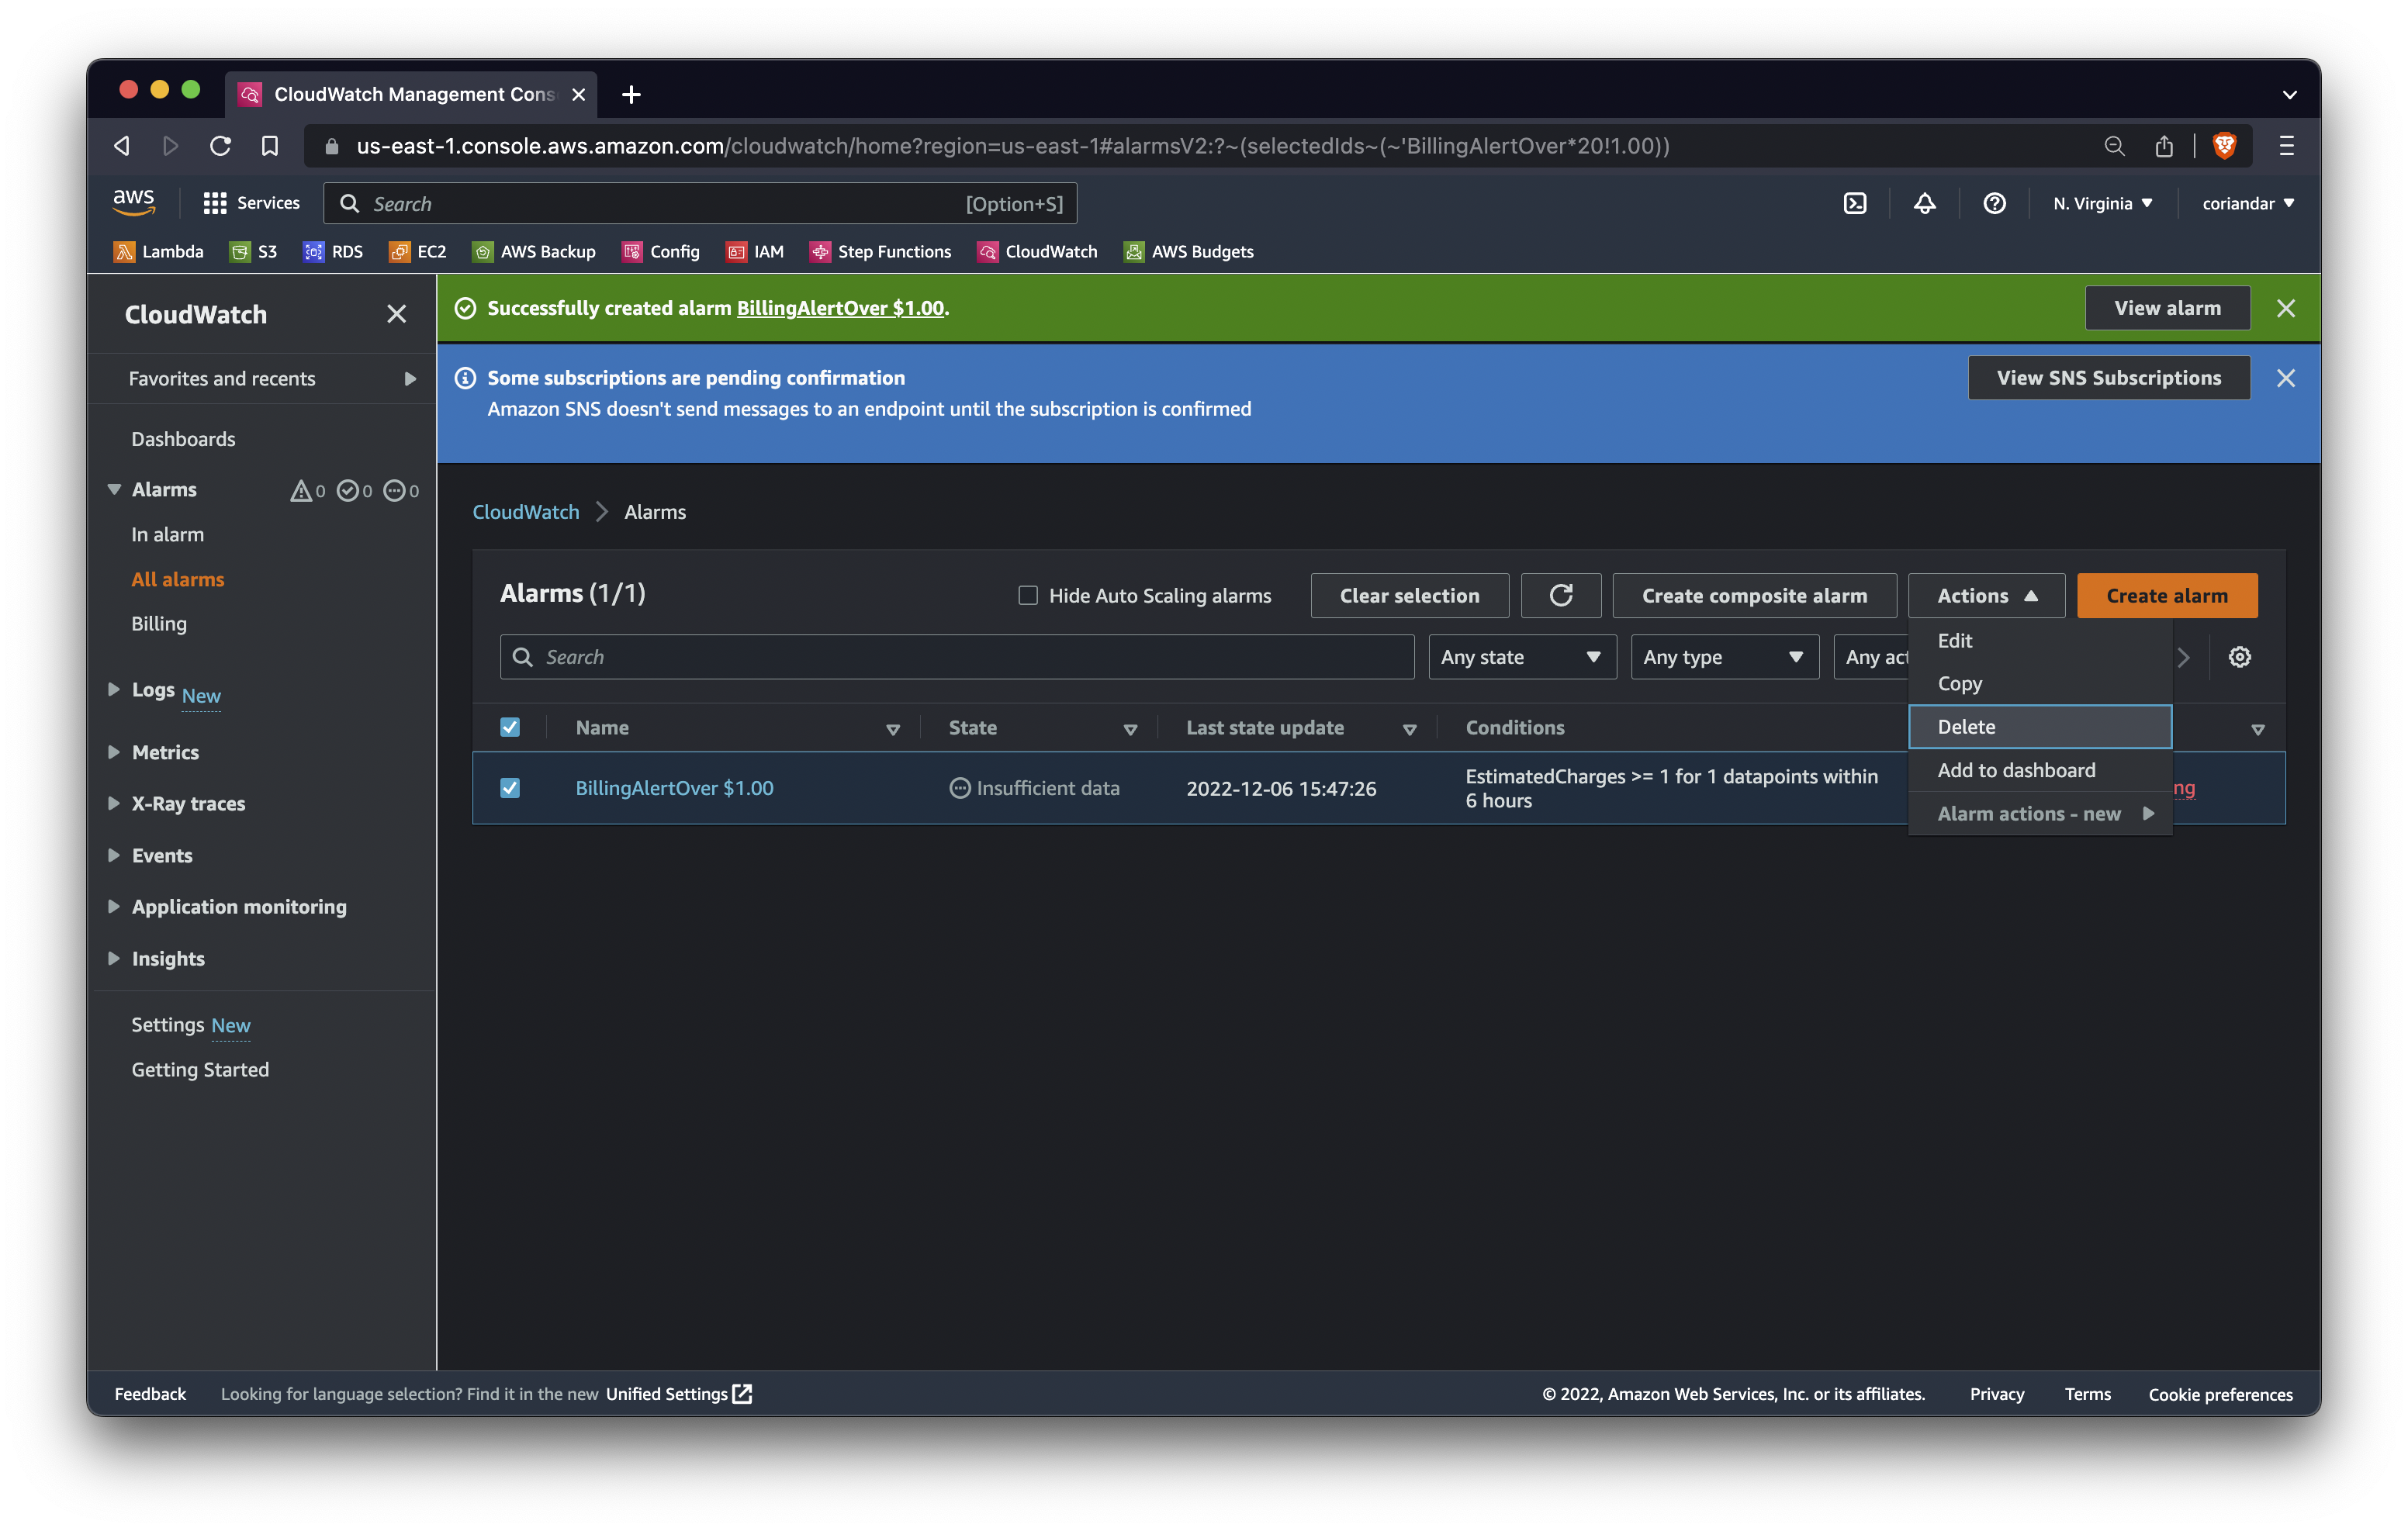 CloudWatch Management Cons
us-east-1.console.aws.amazon.com/cloudwatch/home?region=us-east-1#alarmsV2:?~(selectedIds~(~'BillingAlertOver*20!1.00))
aws Services Search [Option+S] N. Virginia coriandar
Lambda S3 RDS EC2 AWS Backup Config IAM Step Functions CloudWatch AWS Budgets
CloudWatch
Favorites and recents
Dashboards
Alarms 0 0 0
In alarm
All alarms
Billing
Logs New
Metrics
X-Ray traces
Events
Application monitoring
Insights
Settings New
Getting Started
Successfully created alarm BillingAlertOver $1.00. View alarm
Some subscriptions are pending confirmation View SNS Subscriptions
Amazon SNS doesn't send messages to an endpoint until the subscription is confirmed
CloudWatch Alarms
Alarms (1/1) Hide Auto Scaling alarms Clear selection Create composite alarm Actions Create alarm
Search Any state Any type Any act
Edit
Copy
Delete
Add to dashboard
Alarm actions - new
Name State Last state update Conditions
BillingAlertOver $1.00 Insufficient data 2022-12-06 15:47:26 EstimatedCharges >= 1 for 1 datapoints within
6 hours
ng
Feedback Looking for language selection? Find it in the new Unified Settings © 2022, Amazon Web Services, Inc. or its affiliates. Privacy Terms Cookie preferences